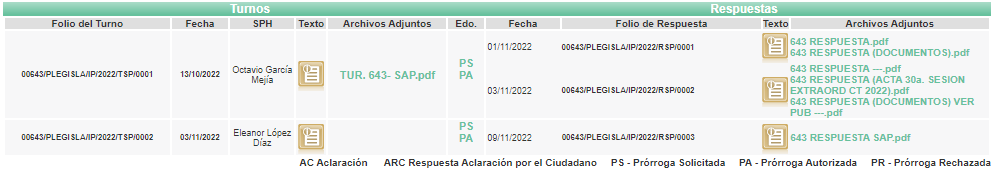 Turnos Respuestas
Folio del Turno Fecha SPH Texto Archivos Adjuntos Edo. Fecha Folio de Respuesta Texto Archivos Adjuntos
00643/PLEGISLA/IP/2022/TSP/0001 13/10/2022 Octavio García Mejía TUR. 643- SAP.pdf PS PA
01/11/2022 00643/PLEGISLA/IP/2022/RSP/0001 643 RESPUESTA.pdf
643 RESPUESTA (DOCUMENTOS).pdf
03/11/2022 00643/PLEGISLA/IP/2022/RSP/0002 643 RESPUESTA ---.pdf
643 RESPUESTA (ACTA 30a. SESION
EXTRAORD CT 2022).pdf
643 RESPUESTA (DOCUMENTOS) VER
PUB ---.pdf
00643/PLEGISLA/IP/2022/TSP/0002 03/11/2022 Eleanor López Díaz PS PA 09/11/2022 00643/PLEGISLA/IP/2022/RSP/0003 643 RESPUESTA SAP.pdf
AC Aclaración ARC Respuesta Aclaración por el Ciudadano PS - Prórroga Solicitada PA - Prórroga Autorizada PR - Prórroga Rechazada